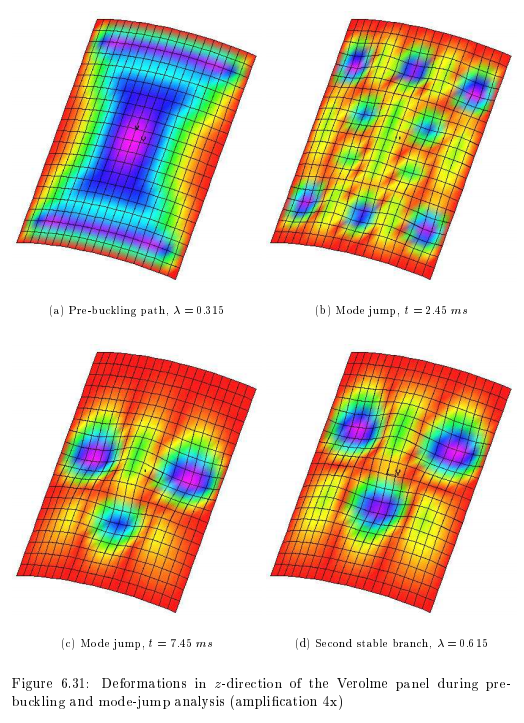 (a) Pre-buckling path, λ = 0.315
(b) Mode jump, t = 2.45 ms
(c) Mode jump, t = 7.45 ms
(d) Second stable branch, λ = 0.615
Figure 6.31: Deformations in z-direction of the Verolme panel during pre-
buckling and mode-jump analysis (amplification 4x)